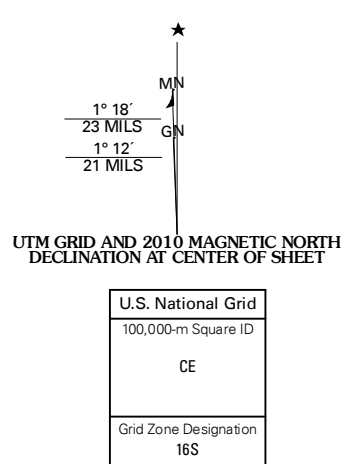 MN
1° 18´
23 MILS
GN
1° 12´
21 MILS
UTM GRID AND 2010 MAGNETIC NORTH
DECLINATION AT CENTER OF SHEET
U.S. National Grid
100,000-m Square ID
CE
Grid Zone Designation
16S